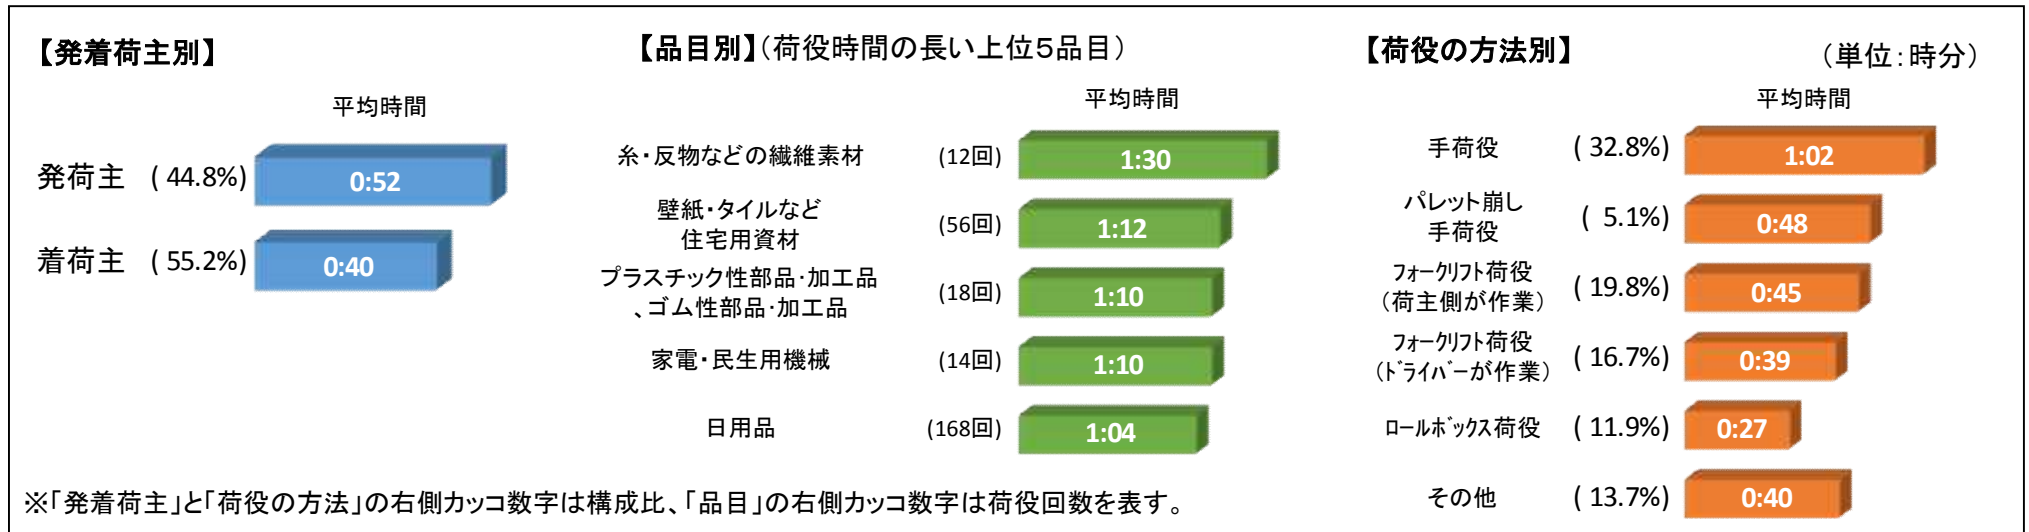 【発着荷主別】
平均時間
発荷主 ( 44.8%) 0:52
着荷主 ( 55.2%) 0:40
【品目別】(荷役時間の長い上位5品目)
平均時間
糸・反物などの繊維素材 (12回) 1:30
壁紙・タイルなど
住宅用資材 (56回) 1:12
プラスチック性部品・加工品
、ゴム性部品・加工品 (18回) 1:10
家電・民生用機械 (14回) 1:10
日用品 (168回) 1:04
【荷役の方法別】 (単位:時分)
平均時間
手荷役 ( 32.8%) 1:02
パレット崩し
手荷役 ( 5.1%) 0:48
フォークリフト荷役
(荷主側が作業) ( 19.8%) 0:45
フォークリフト荷役
(ドライバーが作業) ( 16.7%) 0:39
ロールボックス荷役 ( 11.9%) 0:27
その他 ( 13.7%) 0:40
※「発着荷主」と「荷役の方法」の右側カッコ数字は構成比、「品目」の右側カッコ数字は荷役回数を表す。